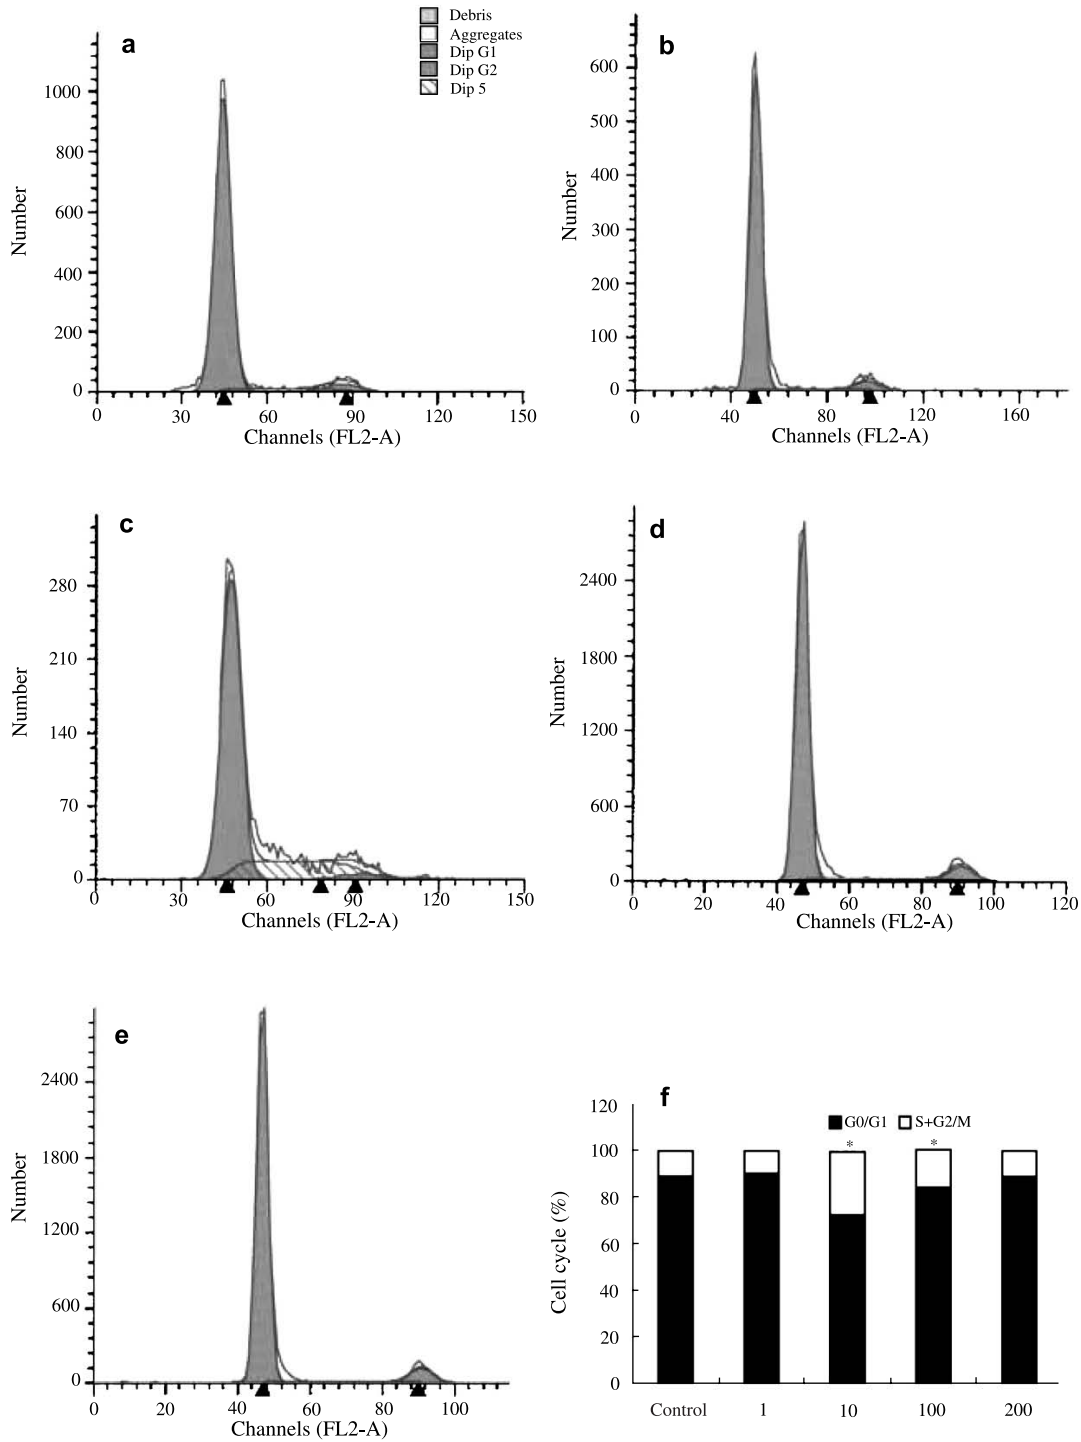 a
Debris
Aggregates
Dip G1
Dip G2
Dip 5
1000
800
600
400
200
0
Number
0 30 60 90 120 150
Channels (FL2-A)
b
600
500
400
300
200
100
0
Number
0 40 80 120 160
Channels (FL2-A)
c
280
210
140
70
0
Number
0 30 60 90 120 150
Channels (FL2-A)
d
2400
1800
1200
600
0
Number
0 20 40 60 80 100 120
Channels (FL2-A)
e
2400
1800
1200
600
0
Number
0 20 40 60 80 100
Channels (FL2-A)
f
G0/G1 S+G2/M
* *
120
100
80
60
40
20
0
Cell cycle (%)
Control 1 10 100 200